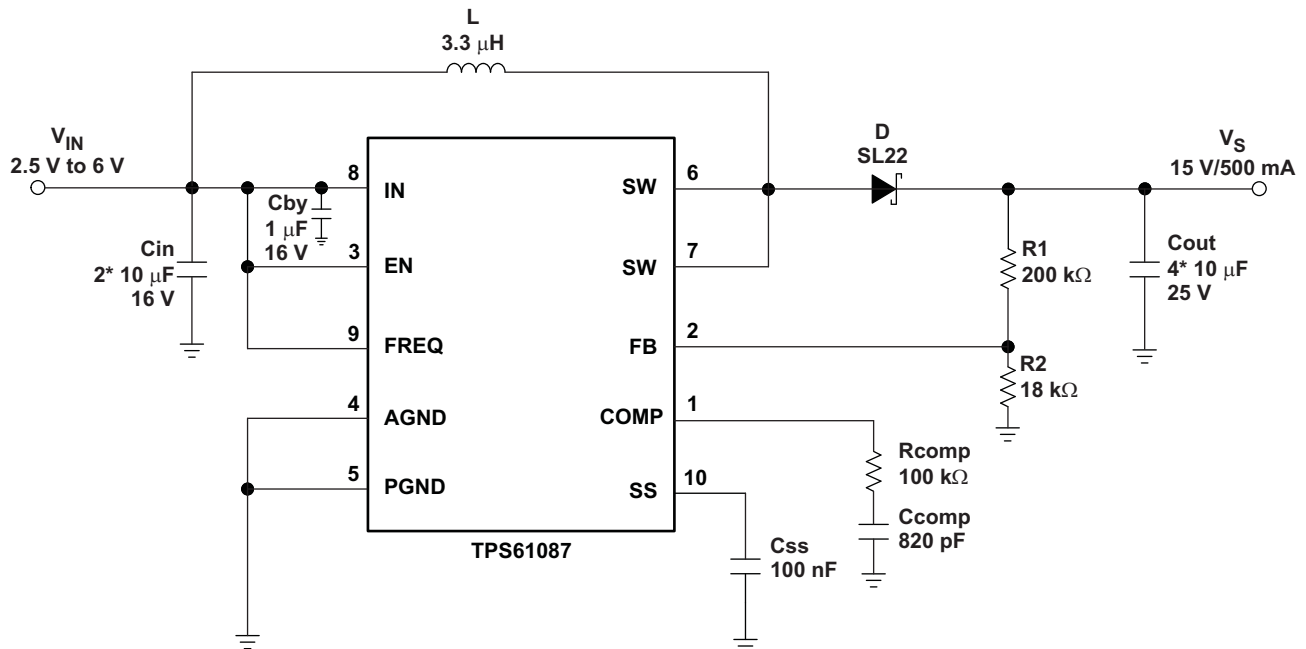 L
3.3 μH
V_IN
2.5 V to 6 V
Cin
2* 10 μF
16 V
Cby
1 μF
16 V
8
IN
3
EN
9
FREQ
4
AGND
5
PGND
SW
6
SW
7
FB
2
COMP
1
SS
10
TPS61087
D
SL22
V_S
15 V/500 mA
R1
200 kΩ
Cout
4* 10 μF
25 V
R2
18 kΩ
Rcomp
100 kΩ
Ccomp
820 pF
Css
100 nF